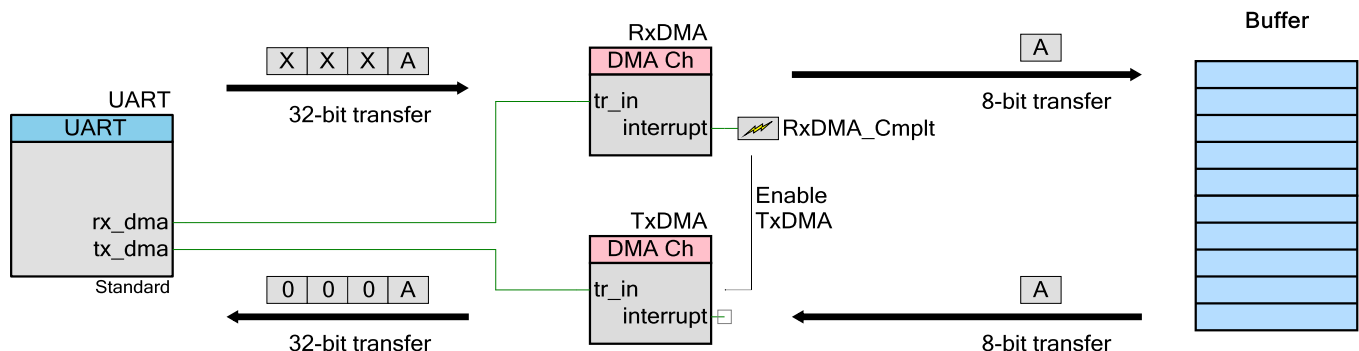 Buffer
RxDMA
X X X A
DMA Ch
A
UART
32-bit transfer
tr_in
8-bit transfer
UART
interrupt
RxDMA_Cmplt
Enable
TxDMA
rx_dma
TxDMA
tx_dma
DMA Ch
Standard
0 0 0 A
tr_in
A
interrupt
32-bit transfer
8-bit transfer